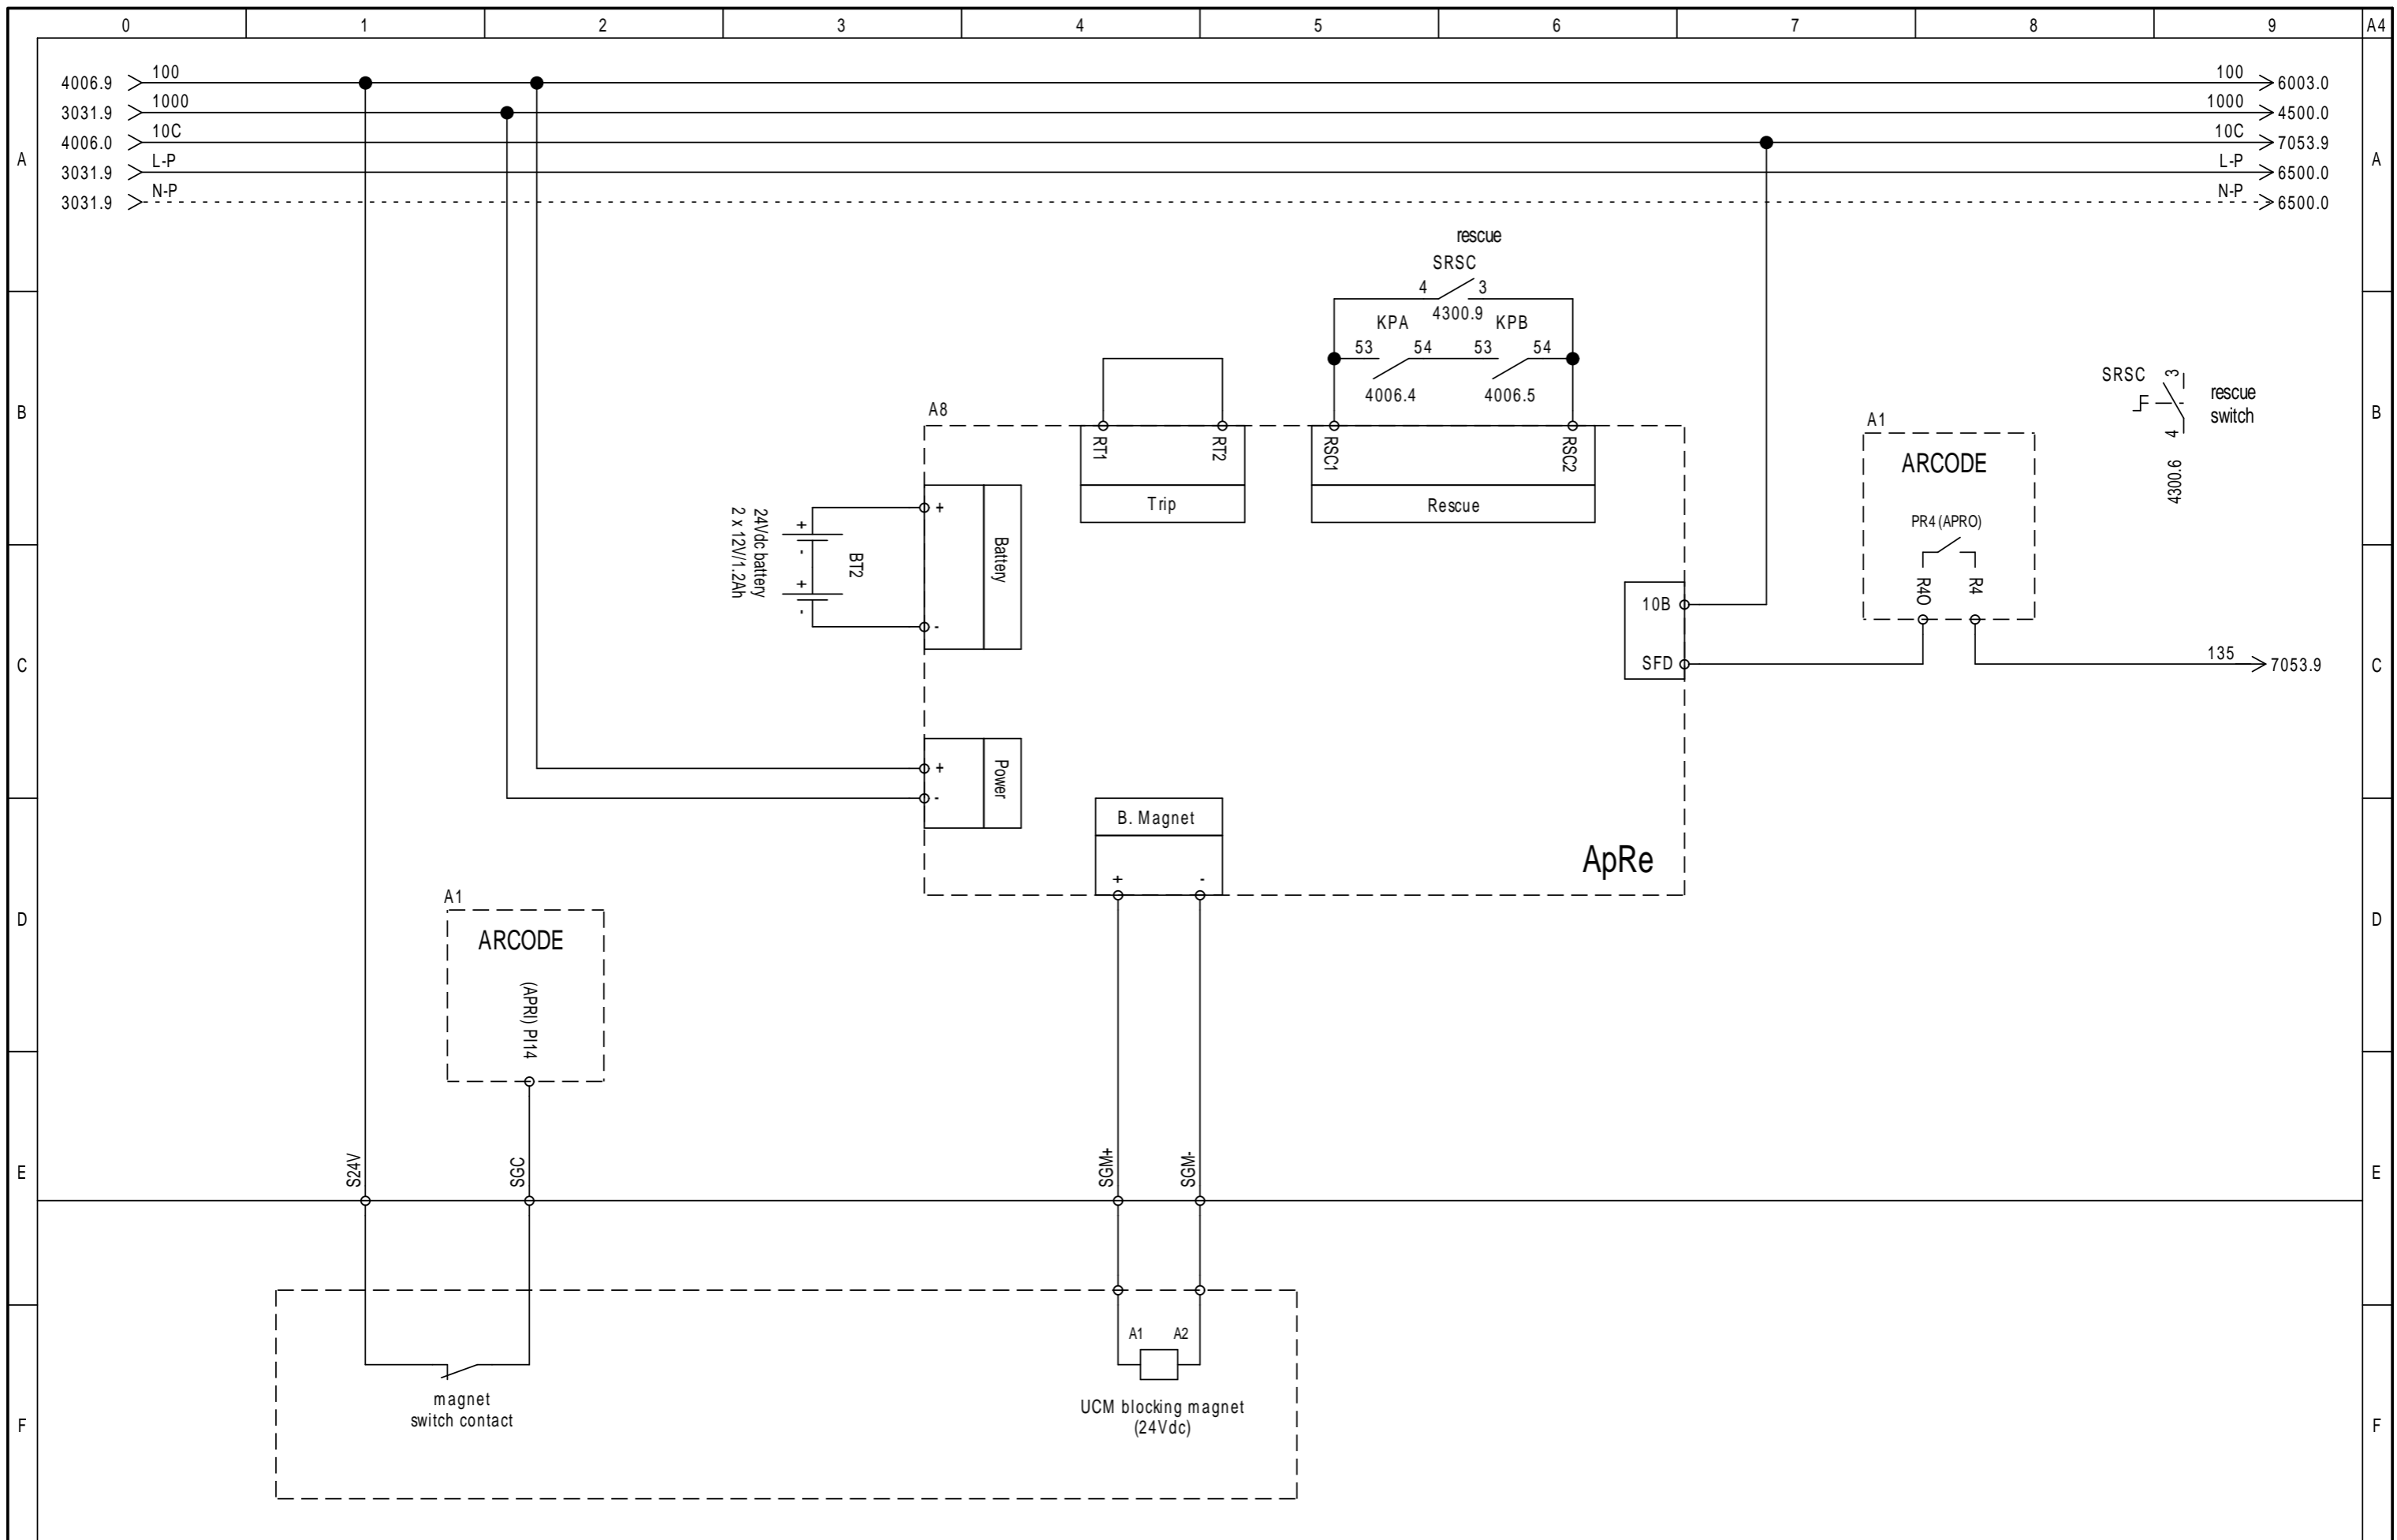 0 1 2 3 4 5 6 7 8 9 A4
4006.9 100 100 6003.0
3031.9 1000 1000 4500.0
4006.0 10C 10C 7053.9
A 3031.9 L-P L-P 6500.0 A
3031.9 N-P N-P 6500.0
rescue
SRSC
4 3
4300.9
KPA KPB
53 54 53 54
4006.4 4006.5
SRSC 3 rescue
switch
4
4300.6
B B
A8
RT1 RT2
Trip
RSC1 RSC2
Rescue
A1
ARCODE
PR4 (APRO)
R4O R4
+ Battery
-
24Vdc battery
2 x 12V/1.2Ah
+
-
+
-
BT2
10B
SFD
135 7053.9
C C
+ Power
-
B. Magnet
+ -
ApRe
A1
ARCODE
(APRI) PI14
D D
S24V SGC SGM+ SGM-
E E
A1 A2
magnet
switch contact
UCM blocking magnet
(24Vdc)
F F